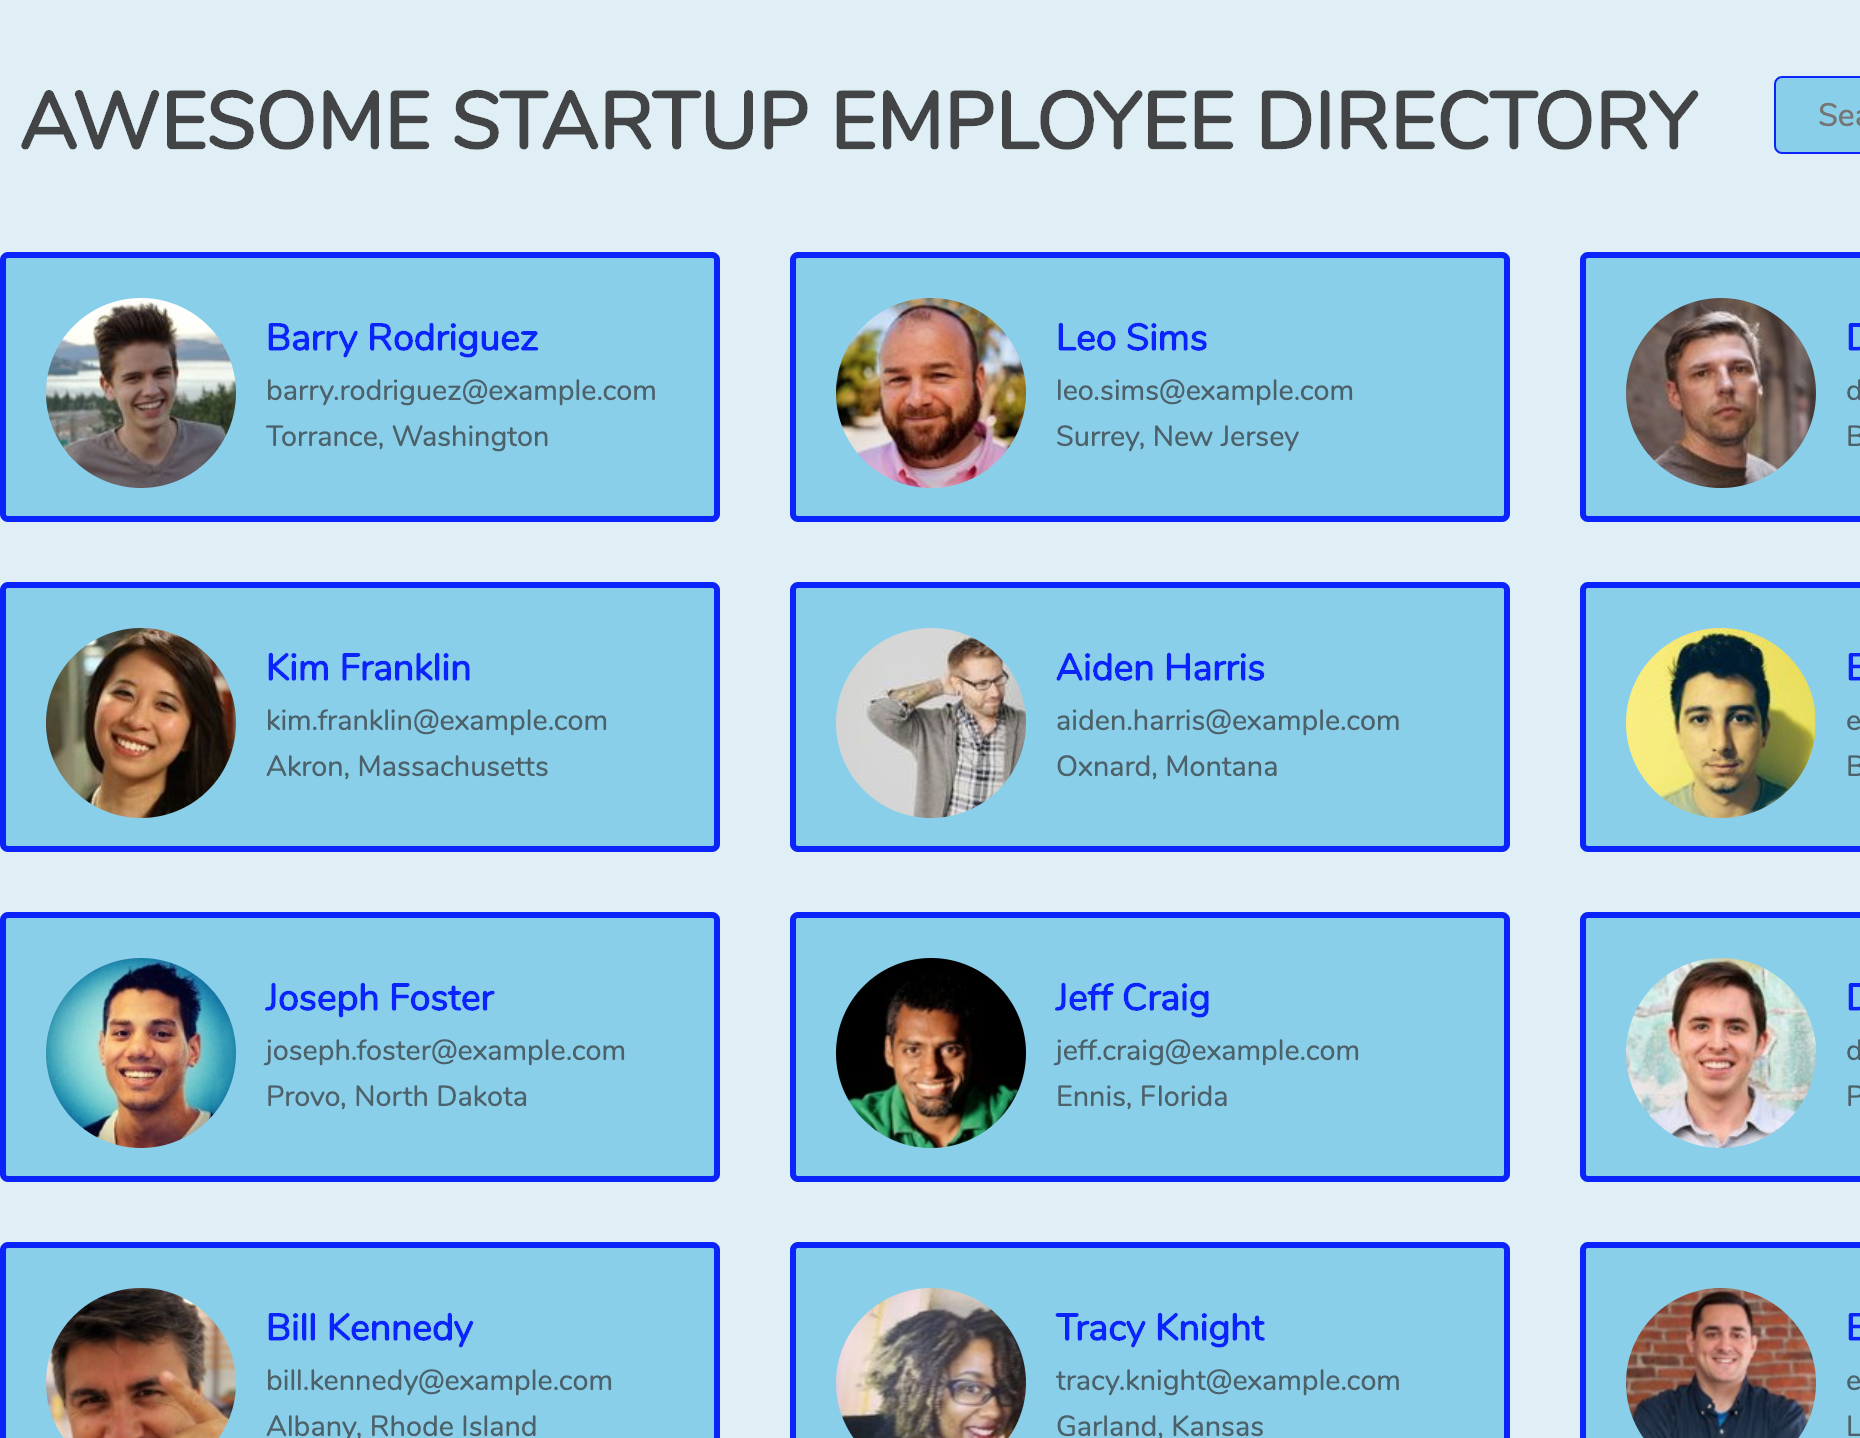 AWESOME STARTUP EMPLOYEE DIRECTORY
Barry Rodriguez
barry.rodriguez@example.com
Torrance, Washington
Leo Sims
leo.sims@example.com
Surrey, New Jersey
Kim Franklin
kim.franklin@example.com
Akron, Massachusetts
Aiden Harris
aiden.harris@example.com
Oxnard, Montana
Joseph Foster
joseph.foster@example.com
Provo, North Dakota
Jeff Craig
jeff.craig@example.com
Ennis, Florida
Bill Kennedy
bill.kennedy@example.com
Albany, Rhode Island
Tracy Knight
tracy.knight@example.com
Garland, Kansas